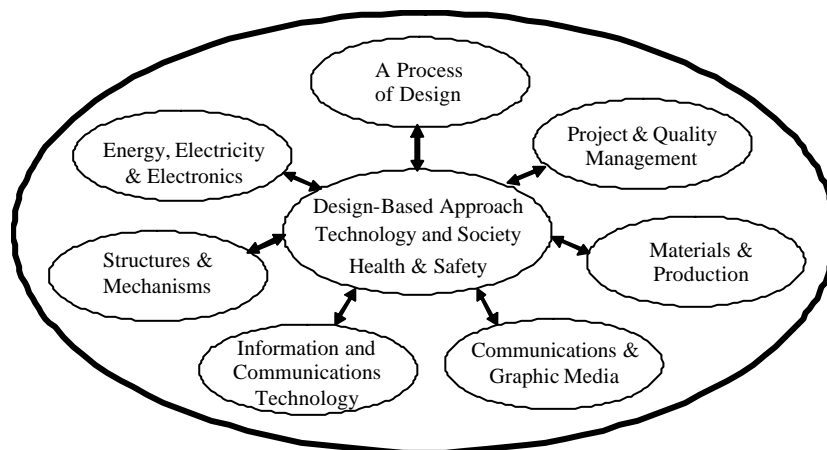 A Process
of Design
Project & Quality
Management
Energy, Electricity
& Electronics
Design-Based Approach
Technology and Society
Health & Safety
Structures &
Mechanisms
Materials &
Production
Information and
Communications
Technology
Communications &
Graphic Media